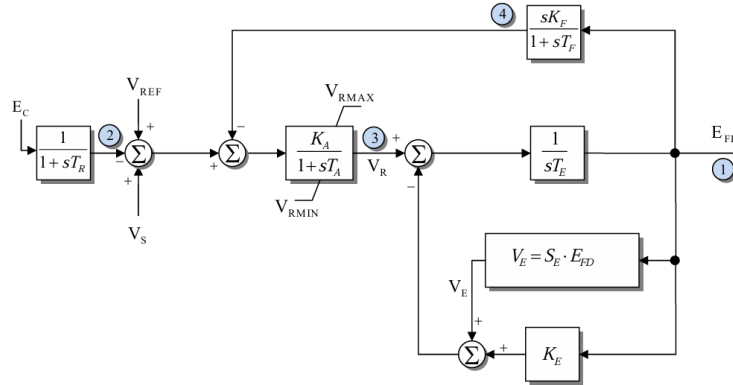 4
sK_F
1+sT_F
V_REF
V_RMAX
E_C
2
+
−
3
1
1+sT_R
Σ
−
+
+
Σ
K_A
1+sT_A
V_R
+
Σ
−
1
sT_E
E_F
1
V_RMIN
V_S
V_E = S_E · E_FD
V_E
+
Σ
+
K_E